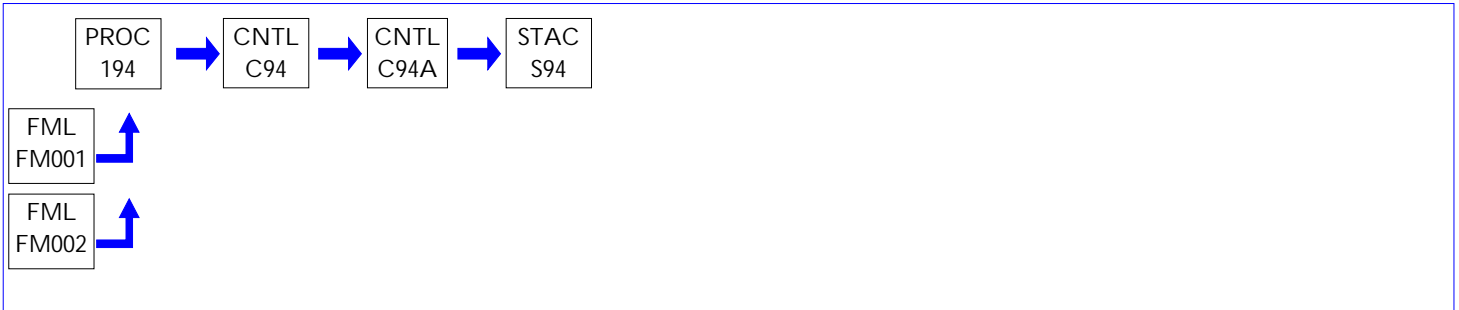 PROC
194
CNTL
C94
CNTL
C94A
STAC
S94
FML
FM001
FML
FM002